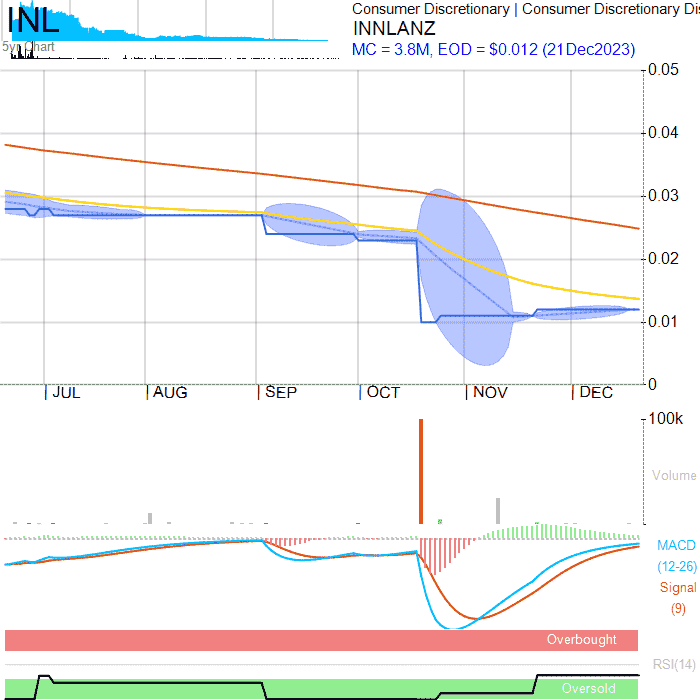 INL
5yr Chart
Consumer Discretionary | Consumer Discretionary Dis
INNLANZ
MC = 3.8M, EOD = $0.012 (21Dec2023)
0.05
0.04
0.03
0.02
0.01
0
JUL AUG SEP OCT NOV DEC
100k
Volume
MACD
(12-26)
Signal
(9)
Overbought
RSI(14)
Oversold